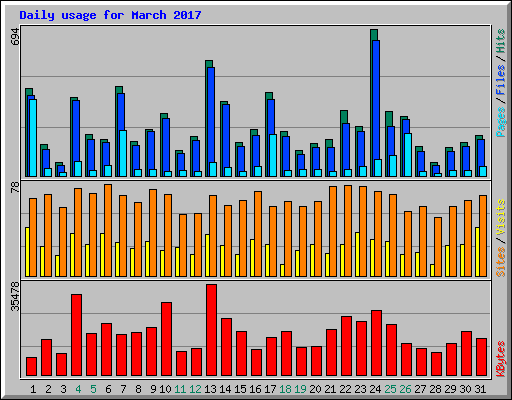 Daily usage for March 2017
694
Pages / Files / Hits
78
Sites / Visits
35478
KBytes
1 2 3 4 5 6 7 8 9 10 11 12 13 14 15 16 17 18 19 20 21 22 23 24 25 26 27 28 29 30 31